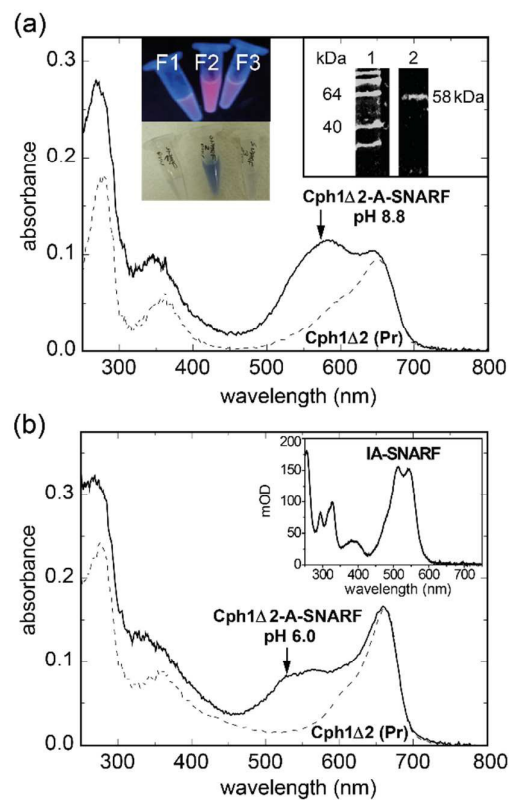 (a)
0.3
0.2
0.1
0.0
absorbance
F1 F2 F3
kDa 1 2
64
40
58 kDa
Cph1Δ2-A-SNARF
pH 8.8
Cph1Δ2 (Pr)
300 400 500 600 700 800
wavelength (nm)
(b)
0.3
0.2
0.1
0.0
absorbance
200
150
100
50
0
mOD
IA-SNARF
300 400 500 600 700
wavelength (nm)
Cph1Δ2-A-SNARF
pH 6.0
Cph1Δ2 (Pr)
300 400 500 600 700 800
wavelength (nm)